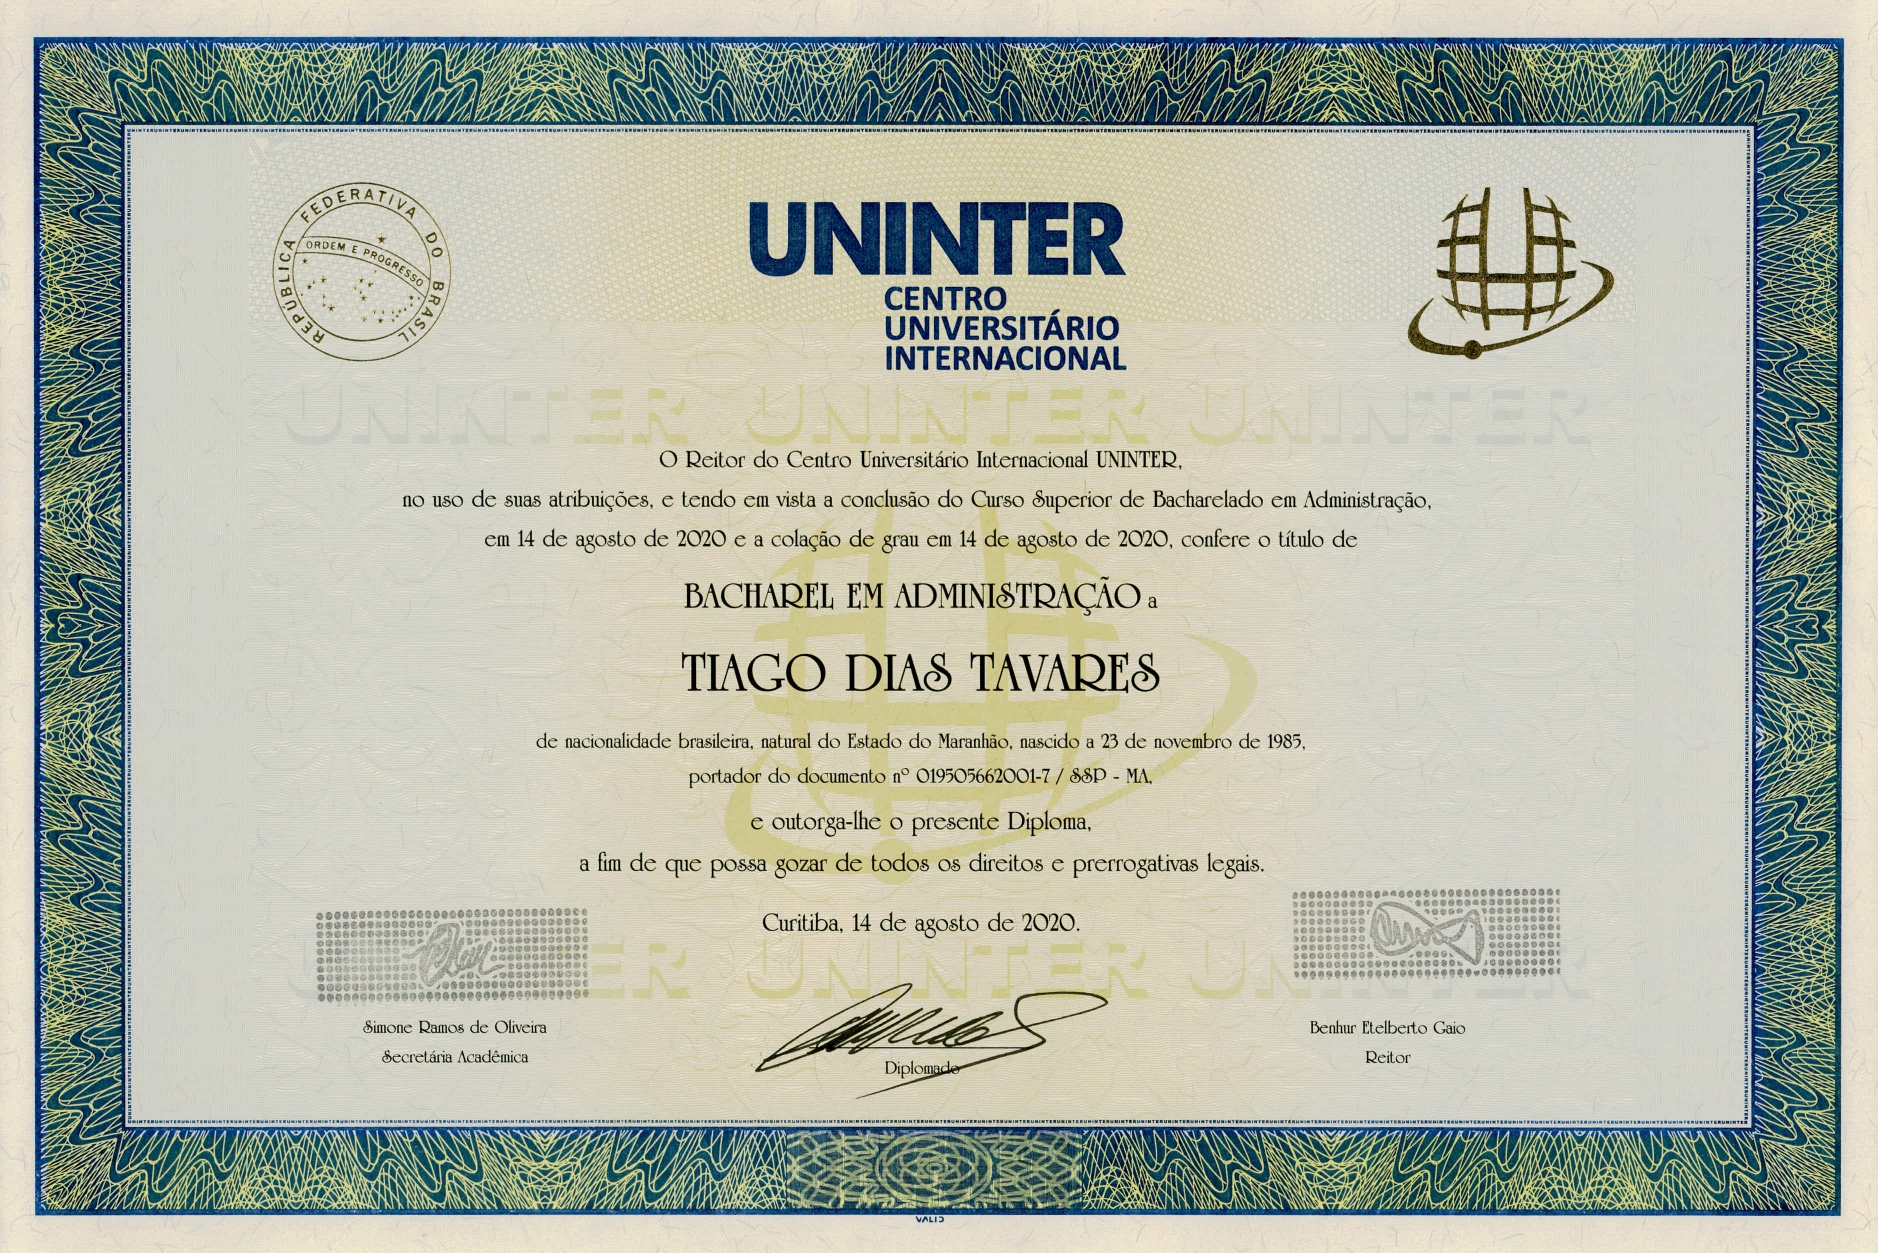 REPÚBLICA FEDERATIVA DO BRASIL
ORDEM E PROGRESSO
UNINTER
CENTRO
UNIVERSITÁRIO
INTERNACIONAL
UNINTER UNINTER UNINTER
O Reitor do Centro Universitário Internacional UNINTER,
no uso de suas atribuições, e tendo em vista a conclusão do Curso Superior de Bacharelado em Administração,
em 14 de agosto de 2020 e a colação de grau em 14 de agosto de 2020, confere o título de
BACHAREL EM ADMINISTRAÇÃO a
TIAGO DIAS TAVARES
de nacionalidade brasileira, natural do Estado do Maranhão, nascido a 23 de novembro de 1985,
portador do documento nº 019505662001-7 / SSP - MA,
e outorga-lhe o presente Diploma,
a fim de que possa gozar de todos os direitos e prerrogativas legais.
Curitiba, 14 de agosto de 2020.
UNINTER UNINTER UNINTER
Simone Ramos de Oliveira
Secretária Acadêmica
Diplomado
Benhur Etelberto Gaio
Reitor
VALID